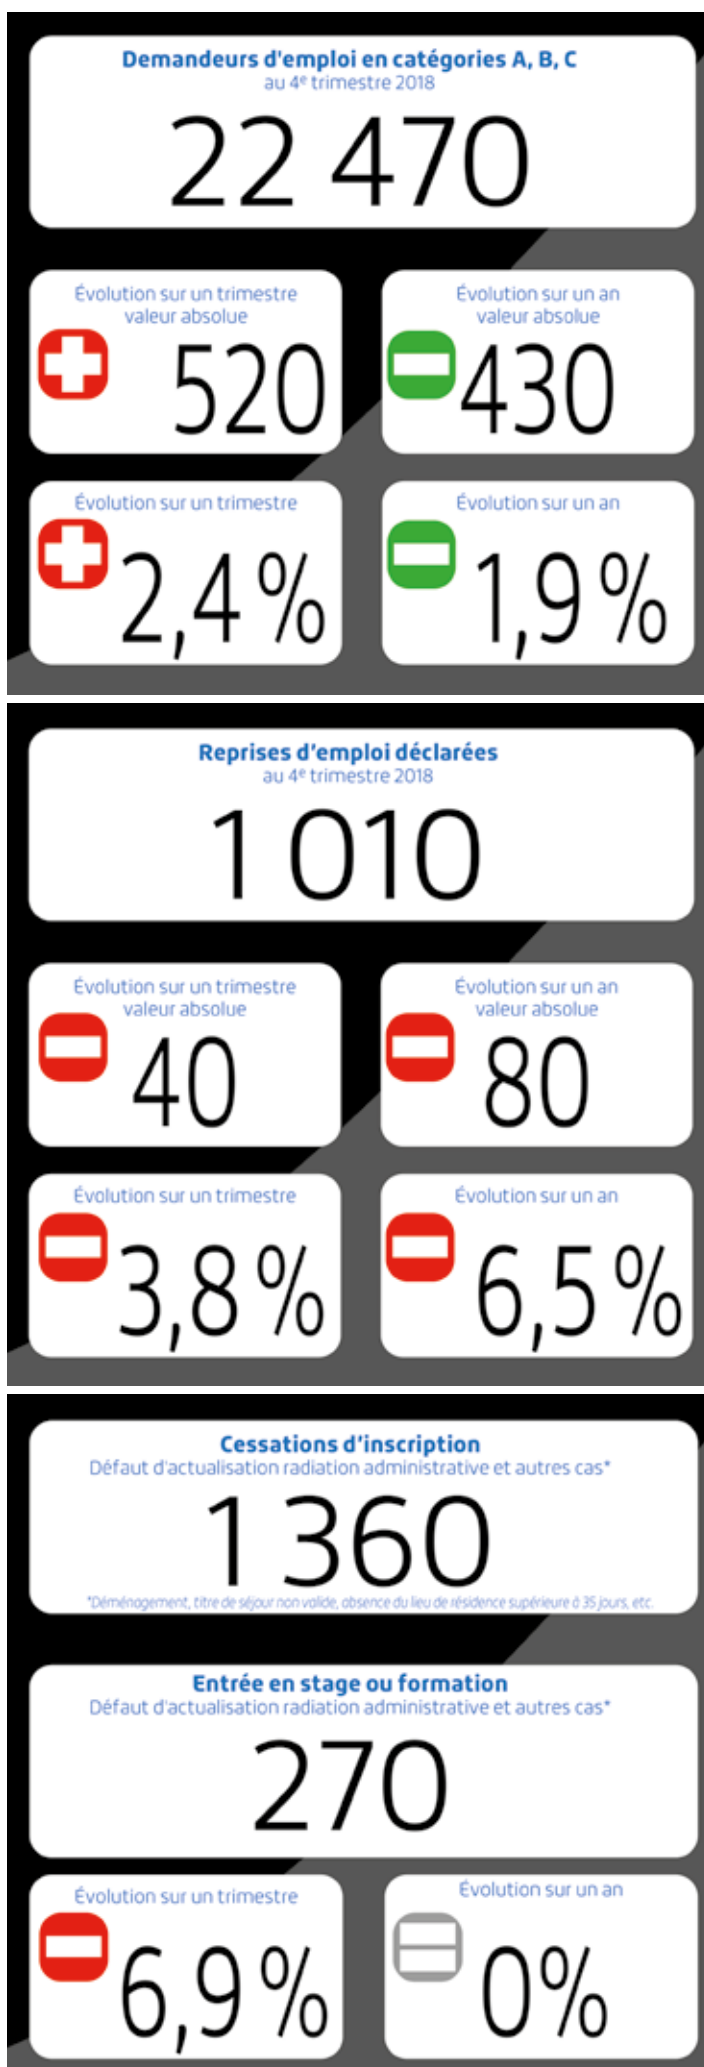 Demandeurs d'emploi en catégories A, B, C
au 4e trimestre 2018
22 470
Évolution sur un trimestre
valeur absolue
520
Évolution sur un an
valeur absolue
430
Évolution sur un trimestre
2,4 %
Évolution sur un an
1,9 %
Reprises d'emploi déclarées
au 4e trimestre 2018
1 010
Évolution sur un trimestre
valeur absolue
40
Évolution sur un an
valeur absolue
80
Évolution sur un trimestre
3,8 %
Évolution sur un an
6,5 %
Cessations d'inscription
Défaut d'actualisation radiation administrative et autres cas*
1 360
*Déménagement, titre de séjour non valide, absence du lieu de résidence supérieure à 35 jours, etc.
Entrée en stage ou formation
Défaut d'actualisation radiation administrative et autres cas*
270
Évolution sur un trimestre
6,9 %
Évolution sur un an
0%